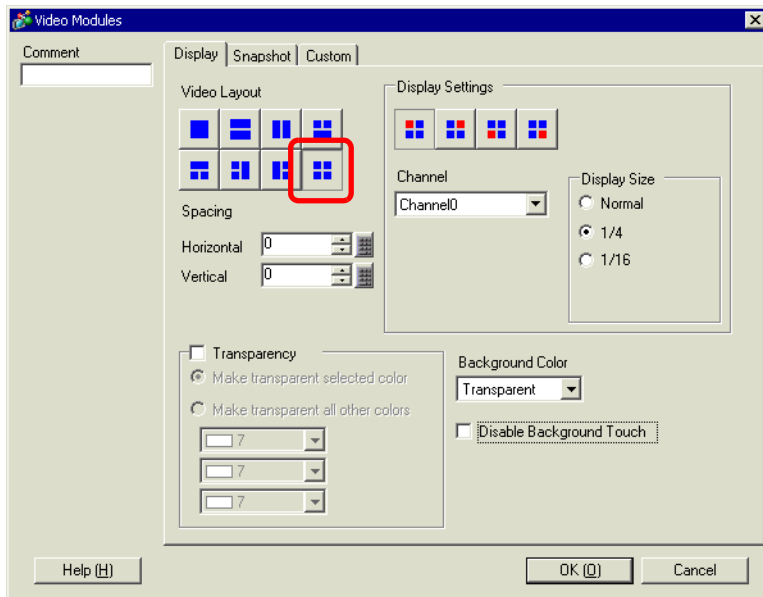 Video Modules
Comment
Display Snapshot Custom
Video Layout
Display Settings
Channel
Channel0
Display Size
Normal
1/4
1/16
Spacing
Horizontal 0
Vertical 0
Transparency
Make transparent selected color
Make transparent all other colors
7
7
7
Background Color
Transparent
Disable Background Touch
Help (H) OK (O) Cancel